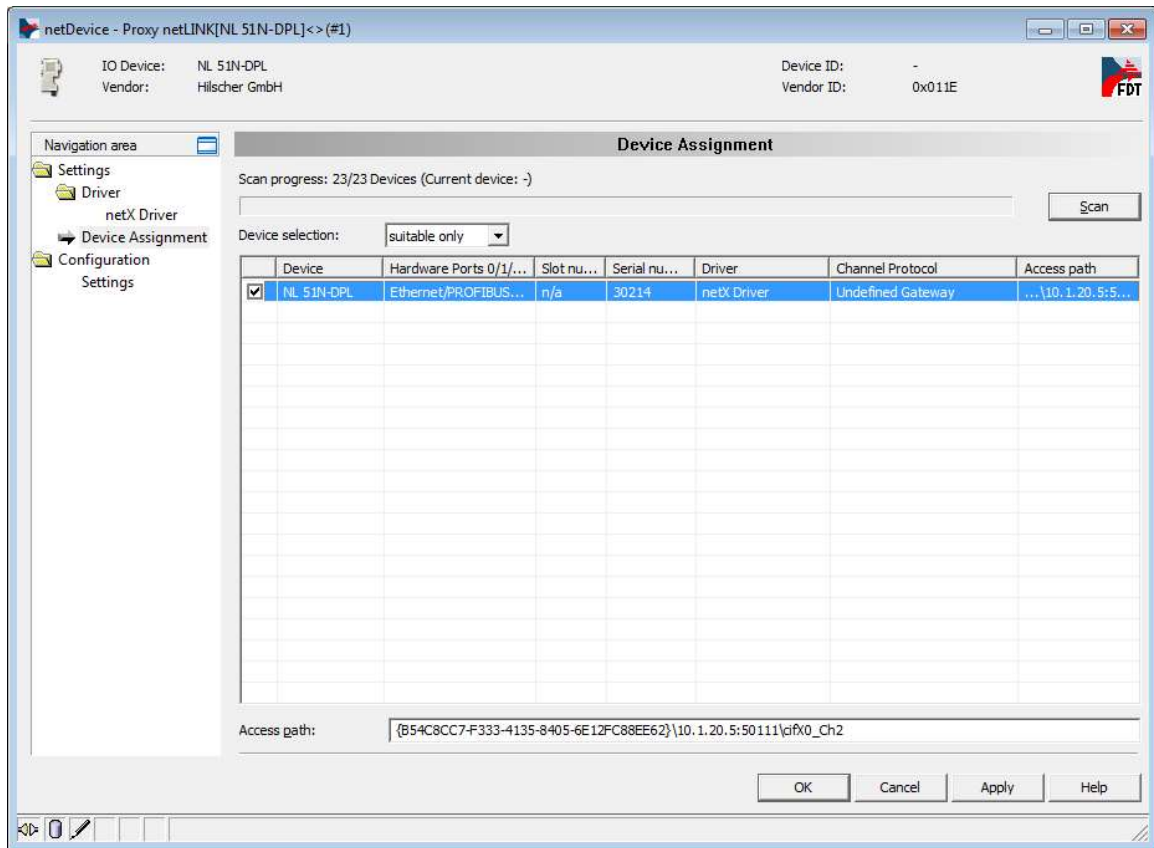 netDevice - Proxy netLINK[NL 51N-DPL]<>(#1)
IO Device: NL 51N-DPL Device ID: -
Vendor: Hilscher GmbH Vendor ID: 0x011E
FDT
Navigation area
Settings
Driver
netX Driver
Device Assignment
Configuration
Settings
Device Assignment
Scan progress: 23/23 Devices (Current device: -)
Scan
Device selection: suitable only
Device Hardware Ports 0/1/... Slot nu... Serial nu... Driver Channel Protocol Access path
NL 51N-DPL Ethernet/PROFIBUS... n/a 30214 netX Driver Undefined Gateway ...\10.1.20.5:5...
Access path: {B54C8CC7-F333-4135-8405-6E12FC88EE62}\10.1.20.5:50111\cifX0_Ch2
OK Cancel Apply Help